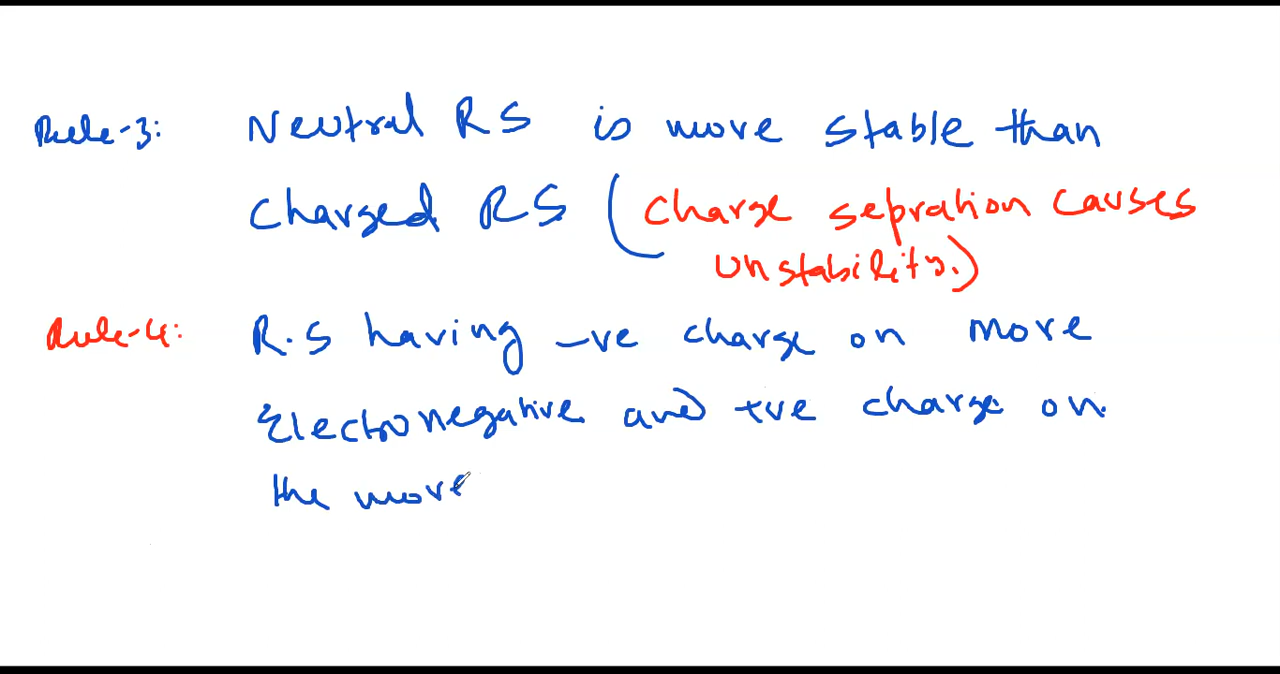 Rule-3: Neutral RS is more stable than
charged RS (charge sepration causes
unstability.)
Rule-4: R.S having -ve charge on more
Electronegative and +ve charge on
the more